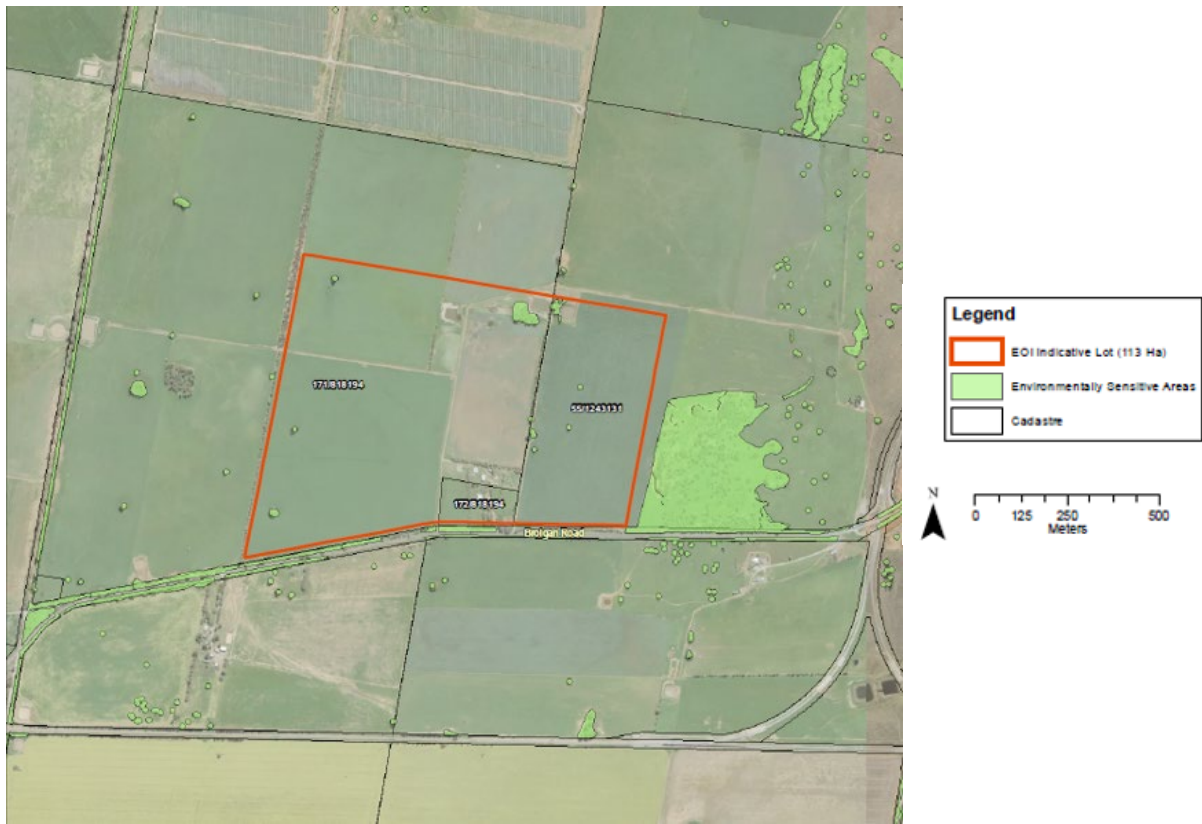 171/818194
55/1243131
172/818194
Brolgan Road
Legend
EOI Indicative Lot (113 Ha)
Environmentally Sensitive Areas
Cadastre
N
0 125 250 500
Meters